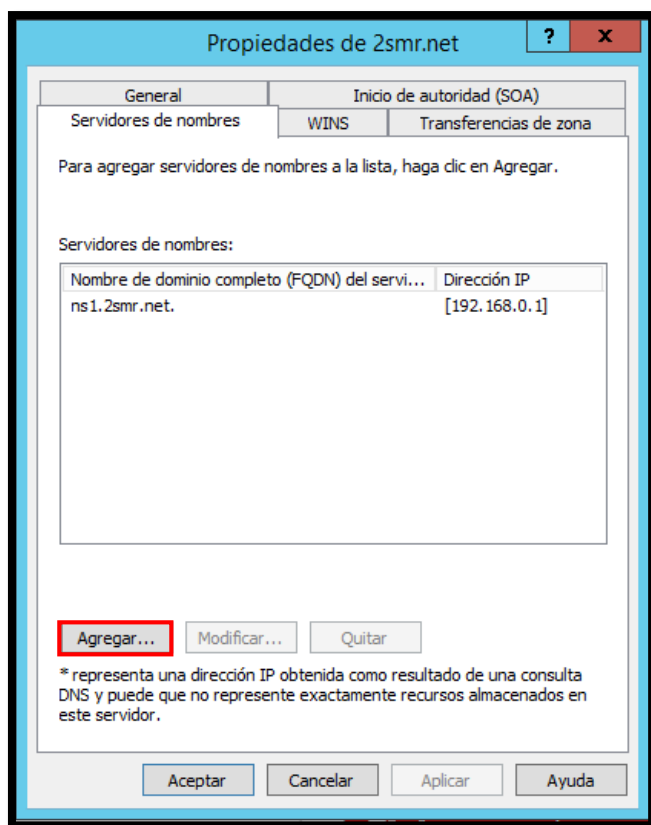 Propiedades de 2smr.net
?
x
General
Inicio de autoridad (SOA)
Servidores de nombres
WINS
Transferencias de zona
Para agregar servidores de nombres a la lista, haga clic en Agregar.
Servidores de nombres:
Nombre de dominio completo (FQDN) del servi... Dirección IP
ns1.2smr.net. [192.168.0.1]
Agregar...
Modificar...
Quitar
* representa una dirección IP obtenida como resultado de una consulta
DNS y puede que no represente exactamente recursos almacenados en
este servidor.
Aceptar
Cancelar
Aplicar
Ayuda